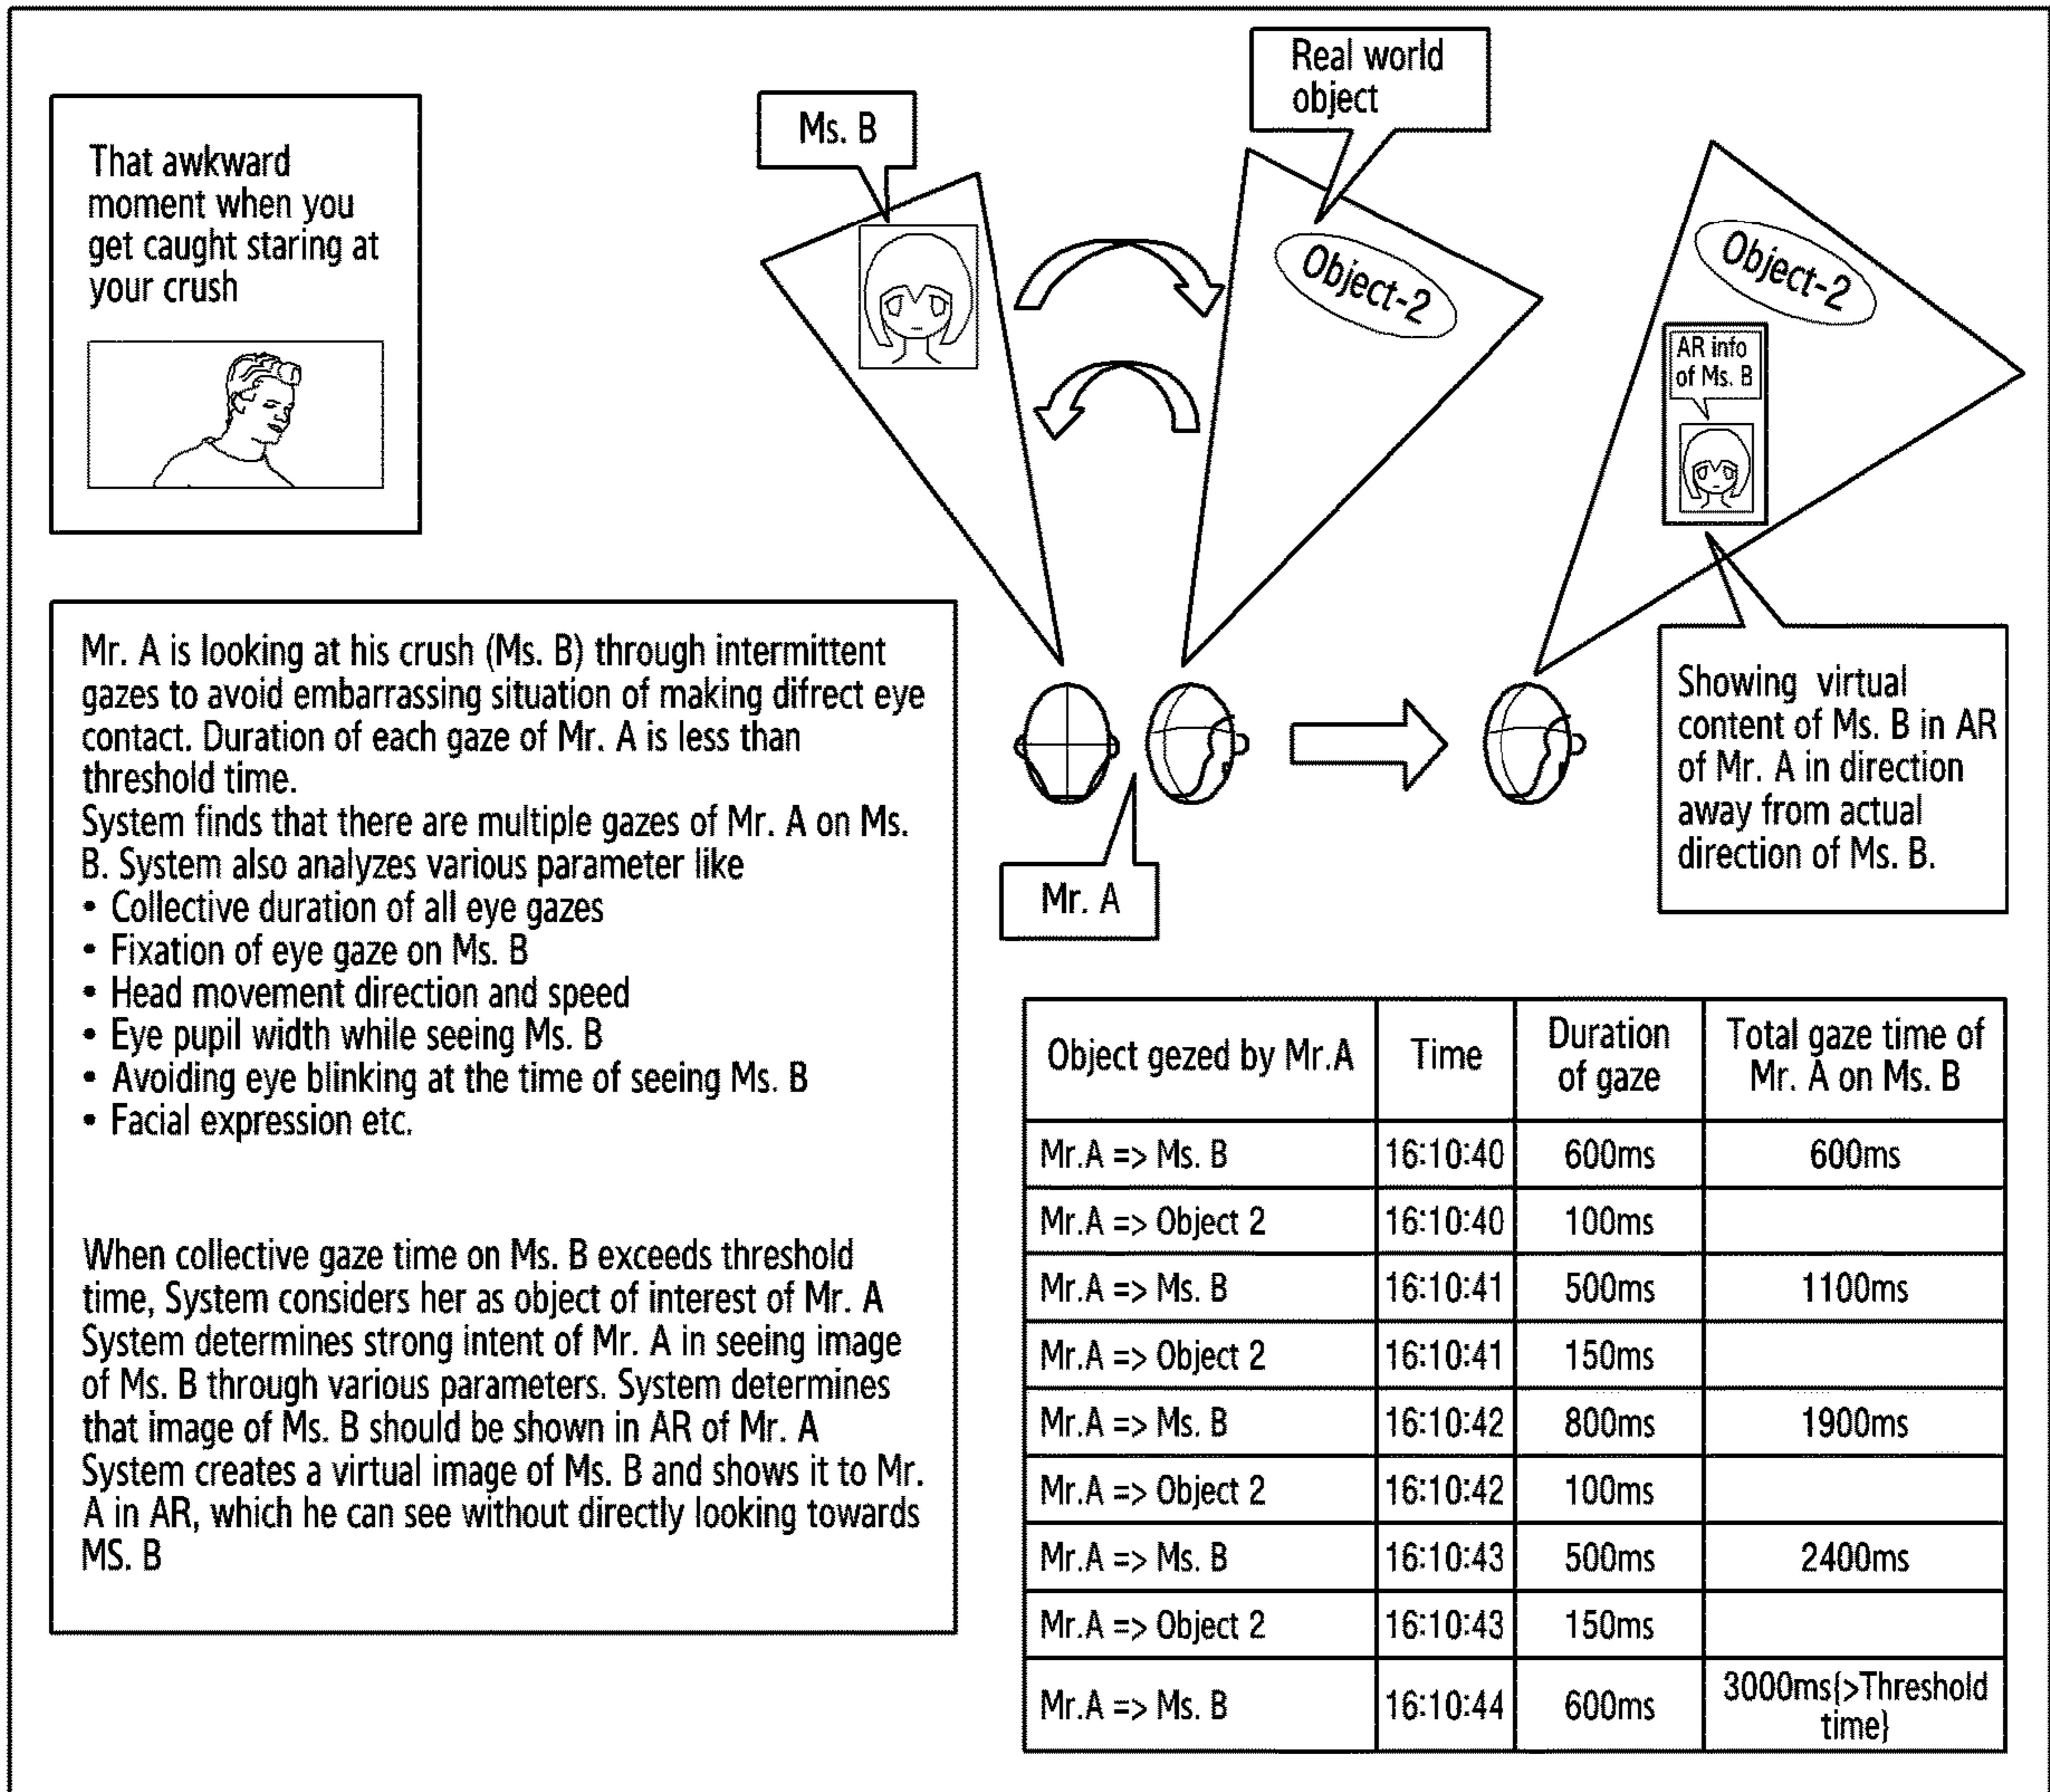 That awkward
moment when you
get caught staring at
your crush
Ms. B
Real world
object
Object-2
Object-2
AR info
of Ms. B
Mr. A
Showing virtual
content of Ms. B in AR
of Mr. A in direction
away from actual
direction of Ms. B.
Mr. A is looking at his crush (Ms. B) through intermittent
gazes to avoid embarrassing situation of making difrect eye
contact. Duration of each gaze of Mr. A is less than
threshold time.
System finds that there are multiple gazes of Mr. A on Ms.
B. System also analyzes various parameter like
• Collective duration of all eye gazes
• Fixation of eye gaze on Ms. B
• Head movement direction and speed
• Eye pupil width while seeing Ms. B
• Avoiding eye blinking at the time of seeing Ms. B
• Facial expression etc.
When collective gaze time on Ms. B exceeds threshold
time, System considers her as object of interest of Mr. A
System determines strong intent of Mr. A in seeing image
of Ms. B through various parameters. System determines
that image of Ms. B should be shown in AR of Mr. A
System creates a virtual image of Ms. B and shows it to Mr.
A in AR, which he can see without directly looking towards
MS. B
Object gezed by Mr.A Time Duration of gaze Total gaze time of Mr. A on Ms. B
Mr.A => Ms. B 16:10:40 600ms 600ms
Mr.A => Object 2 16:10:40 100ms
Mr.A => Ms. B 16:10:41 500ms 1100ms
Mr.A => Object 2 16:10:41 150ms
Mr.A => Ms. B 16:10:42 800ms 1900ms
Mr.A => Object 2 16:10:42 100ms
Mr.A => Ms. B 16:10:43 500ms 2400ms
Mr.A => Object 2 16:10:43 150ms
Mr.A => Ms. B 16:10:44 600ms 3000ms{>Threshold time}